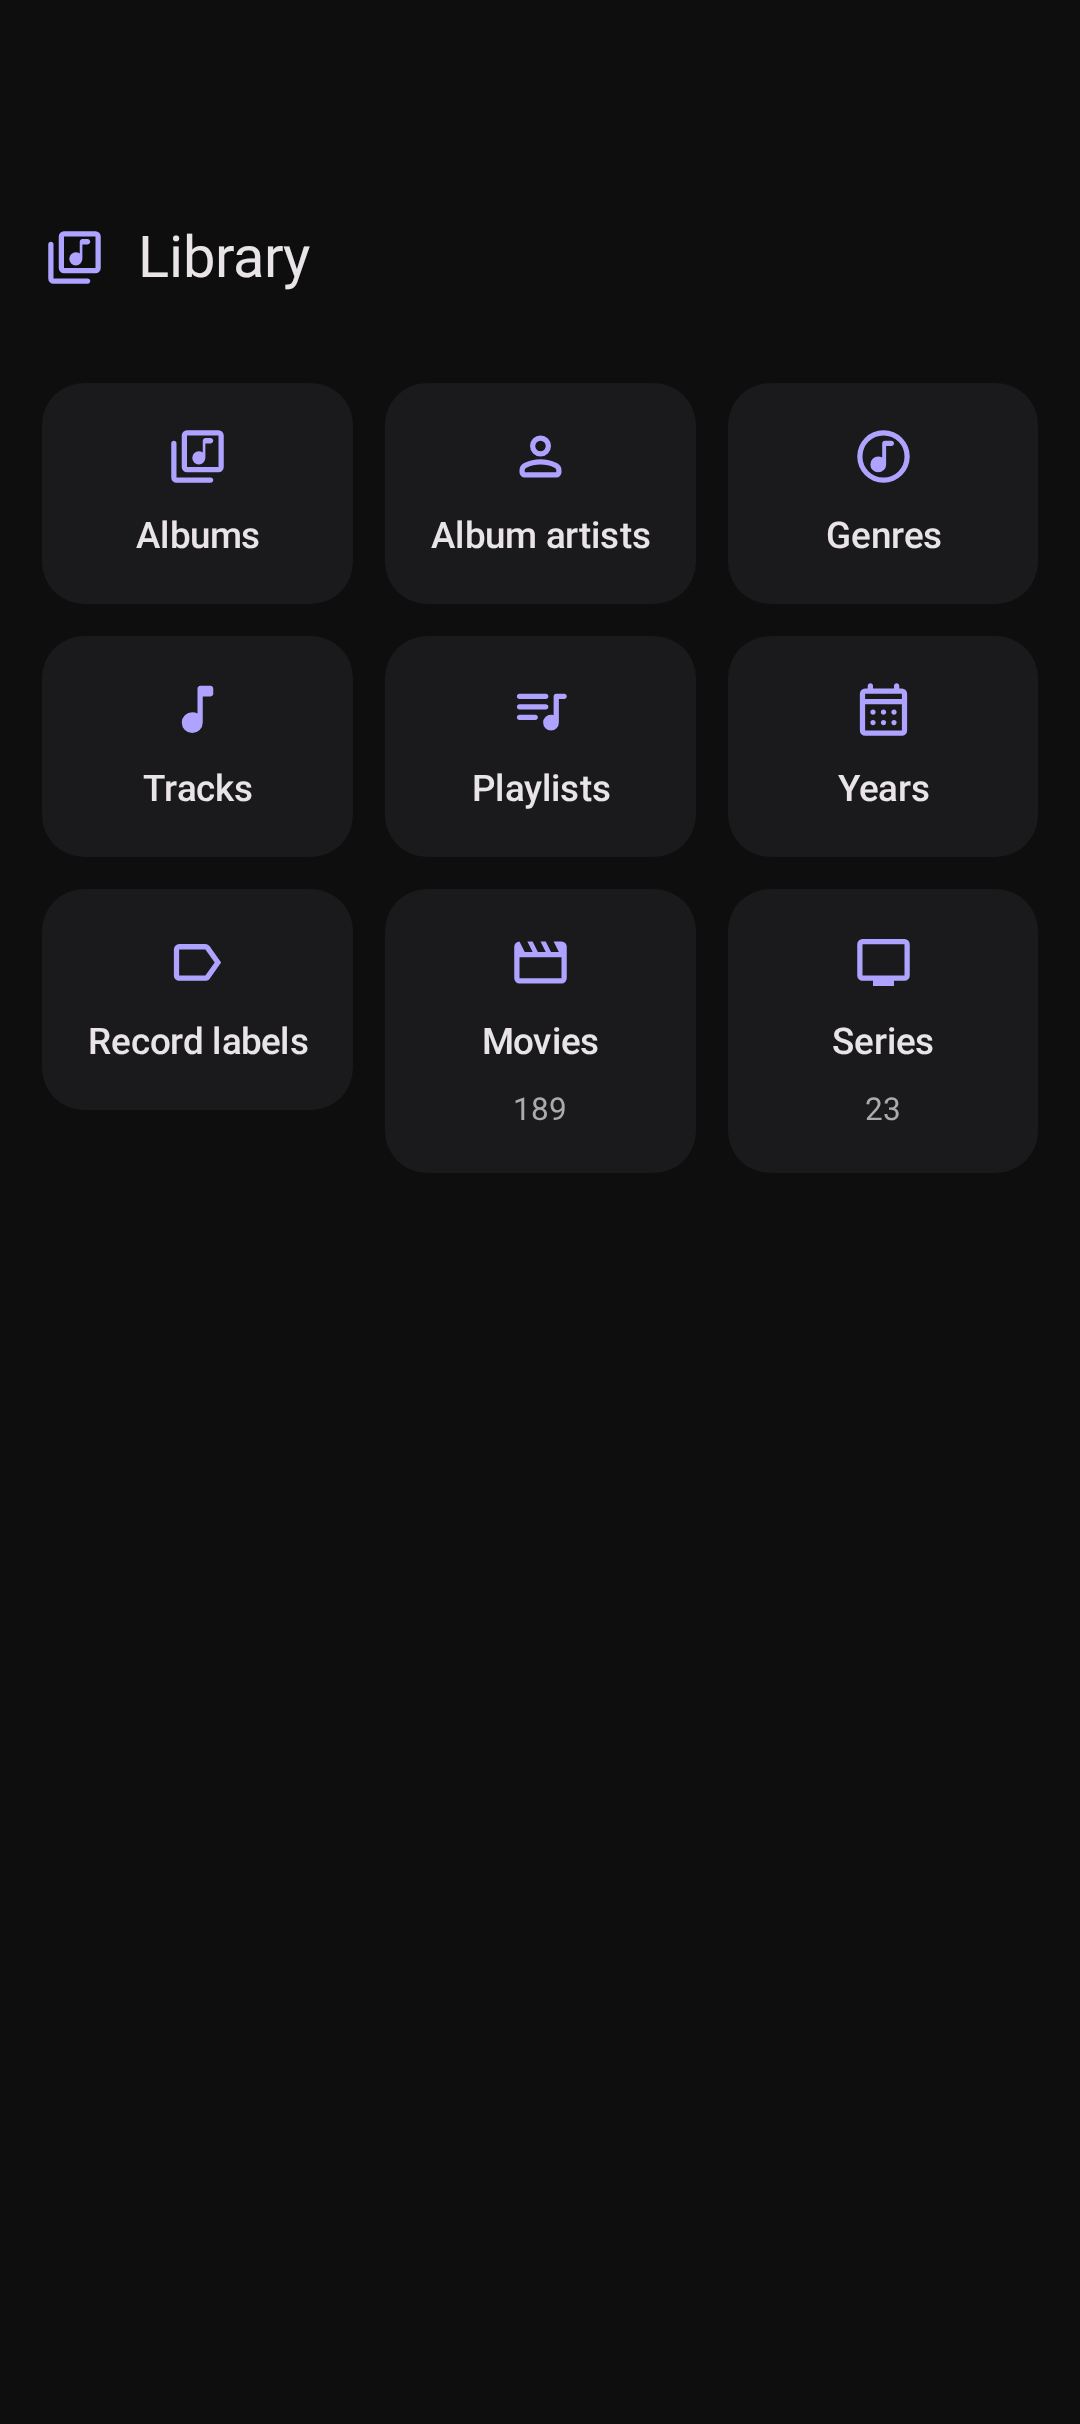 Library
Albums
Album artists
Genres
Tracks
Playlists
Years
Record labels
Movies
189
Series
23